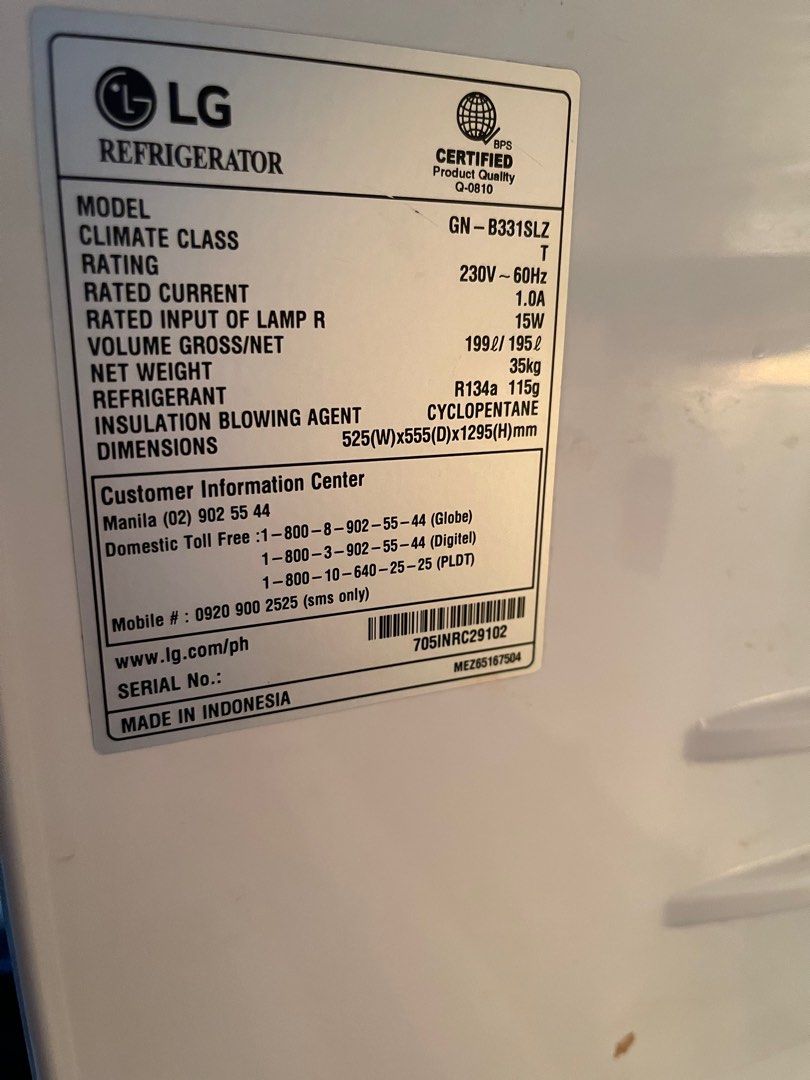 LG
REFRIGERATOR
BPS
CERTIFIED
Product Quality
Q-0810
MODEL GN-B331SLZ
CLIMATE CLASS T
RATING 230V~60Hz
RATED CURRENT 1.0A
RATED INPUT OF LAMP R 15W
VOLUME GROSS/NET 199ℓ/ 195ℓ
NET WEIGHT 35kg
REFRIGERANT R134a 115g
INSULATION BLOWING AGENT CYCLOPENTANE
DIMENSIONS 525(W)x555(D)x1295(H)mm
Customer Information Center
Manila (02) 902 55 44
Domestic Toll Free :1-800-8-902-55-44 (Globe)
1-800-3-902-55-44 (Digitel)
1-800-10-640-25-25 (PLDT)
Mobile # : 0920 900 2525 (sms only)
www.lg.com/ph
705INRC29102
SERIAL No.:
MEZ65167504
MADE IN INDONESIA